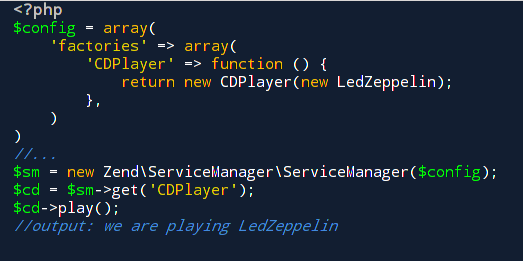 <?php
$config = array(
    'factories' => array(
        'CDPlayer' => function () {
            return new CDPlayer(new LedZeppelin);
        },
    )
)
//...
$sm = new Zend\ServiceManager\ServiceManager($config);
$cd = $sm->get('CDPlayer');
$cd->play();
//output: we are playing LedZeppelin